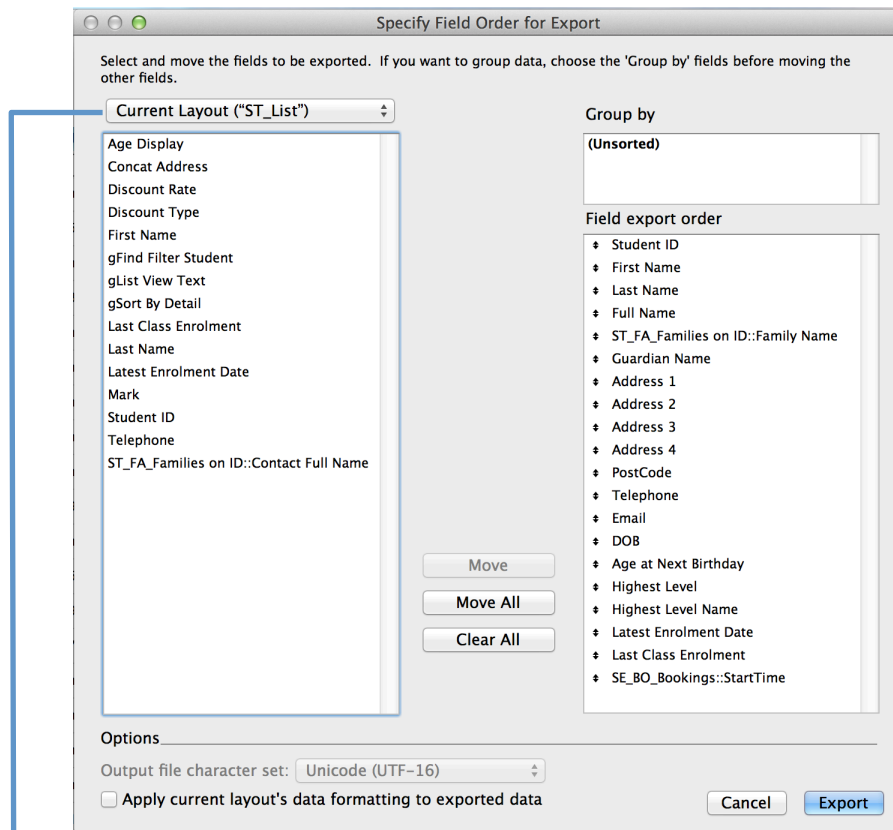 Specify Field Order for Export
Select and move the fields to be exported.  If you want to group data, choose the 'Group by' fields before moving the
other fields.
Current Layout (“ST_List”)
Age Display
Concat Address
Discount Rate
Discount Type
First Name
gFind Filter Student
gList View Text
gSort By Detail
Last Class Enrolment
Last Name
Latest Enrolment Date
Mark
Student ID
Telephone
ST_FA_Families on ID::Contact Full Name
Move
Move All
Clear All
Group by
(Unsorted)
Field export order
Student ID
First Name
Last Name
Full Name
ST_FA_Families on ID::Family Name
Guardian Name
Address 1
Address 2
Address 3
Address 4
PostCode
Telephone
Email
DOB
Age at Next Birthday
Highest Level
Highest Level Name
Latest Enrolment Date
Last Class Enrolment
SE_BO_Bookings::StartTime
Options
Output file character set: Unicode (UTF-16)
Apply current layout's data formatting to exported data
Cancel
Export